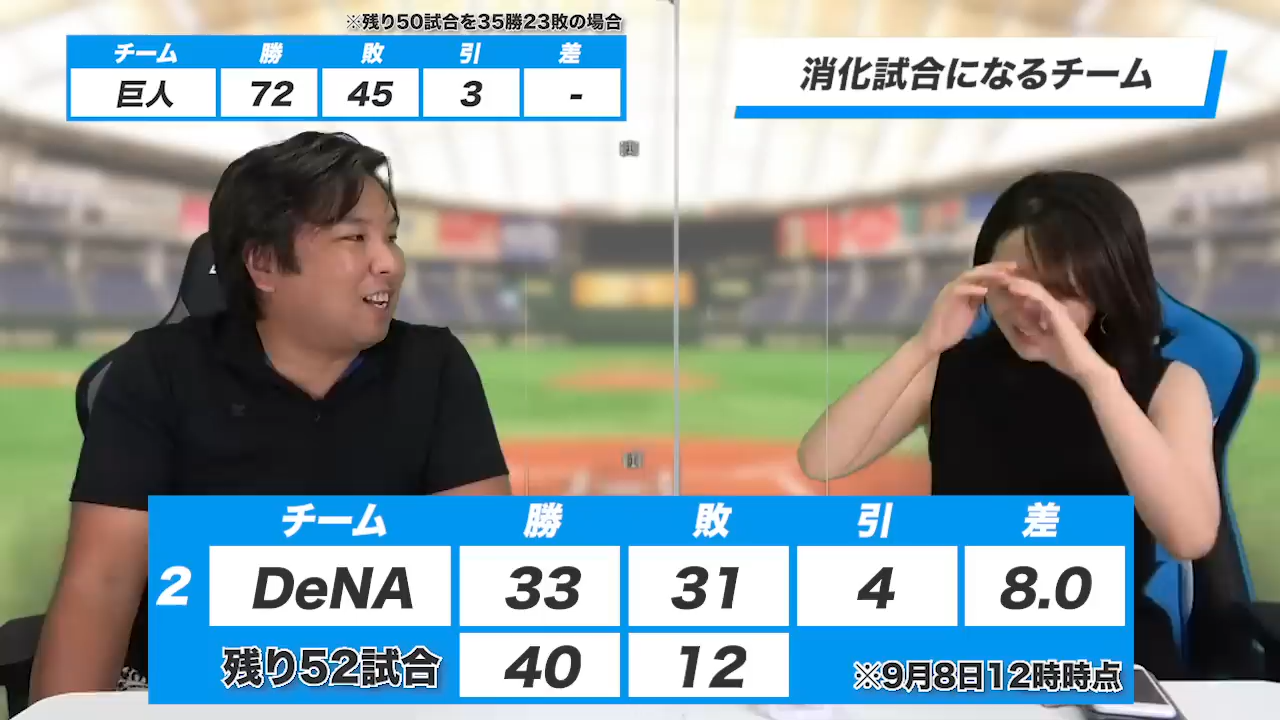 ※残り50試合を35勝23敗の場合
チーム 勝 敗 引 差
巨人 72 45 3 -
消化試合になるチーム
チーム 勝 敗 引 差
2 DeNA 33 31 4 8.0
残り52試合 40 12
※9月8日12時時点